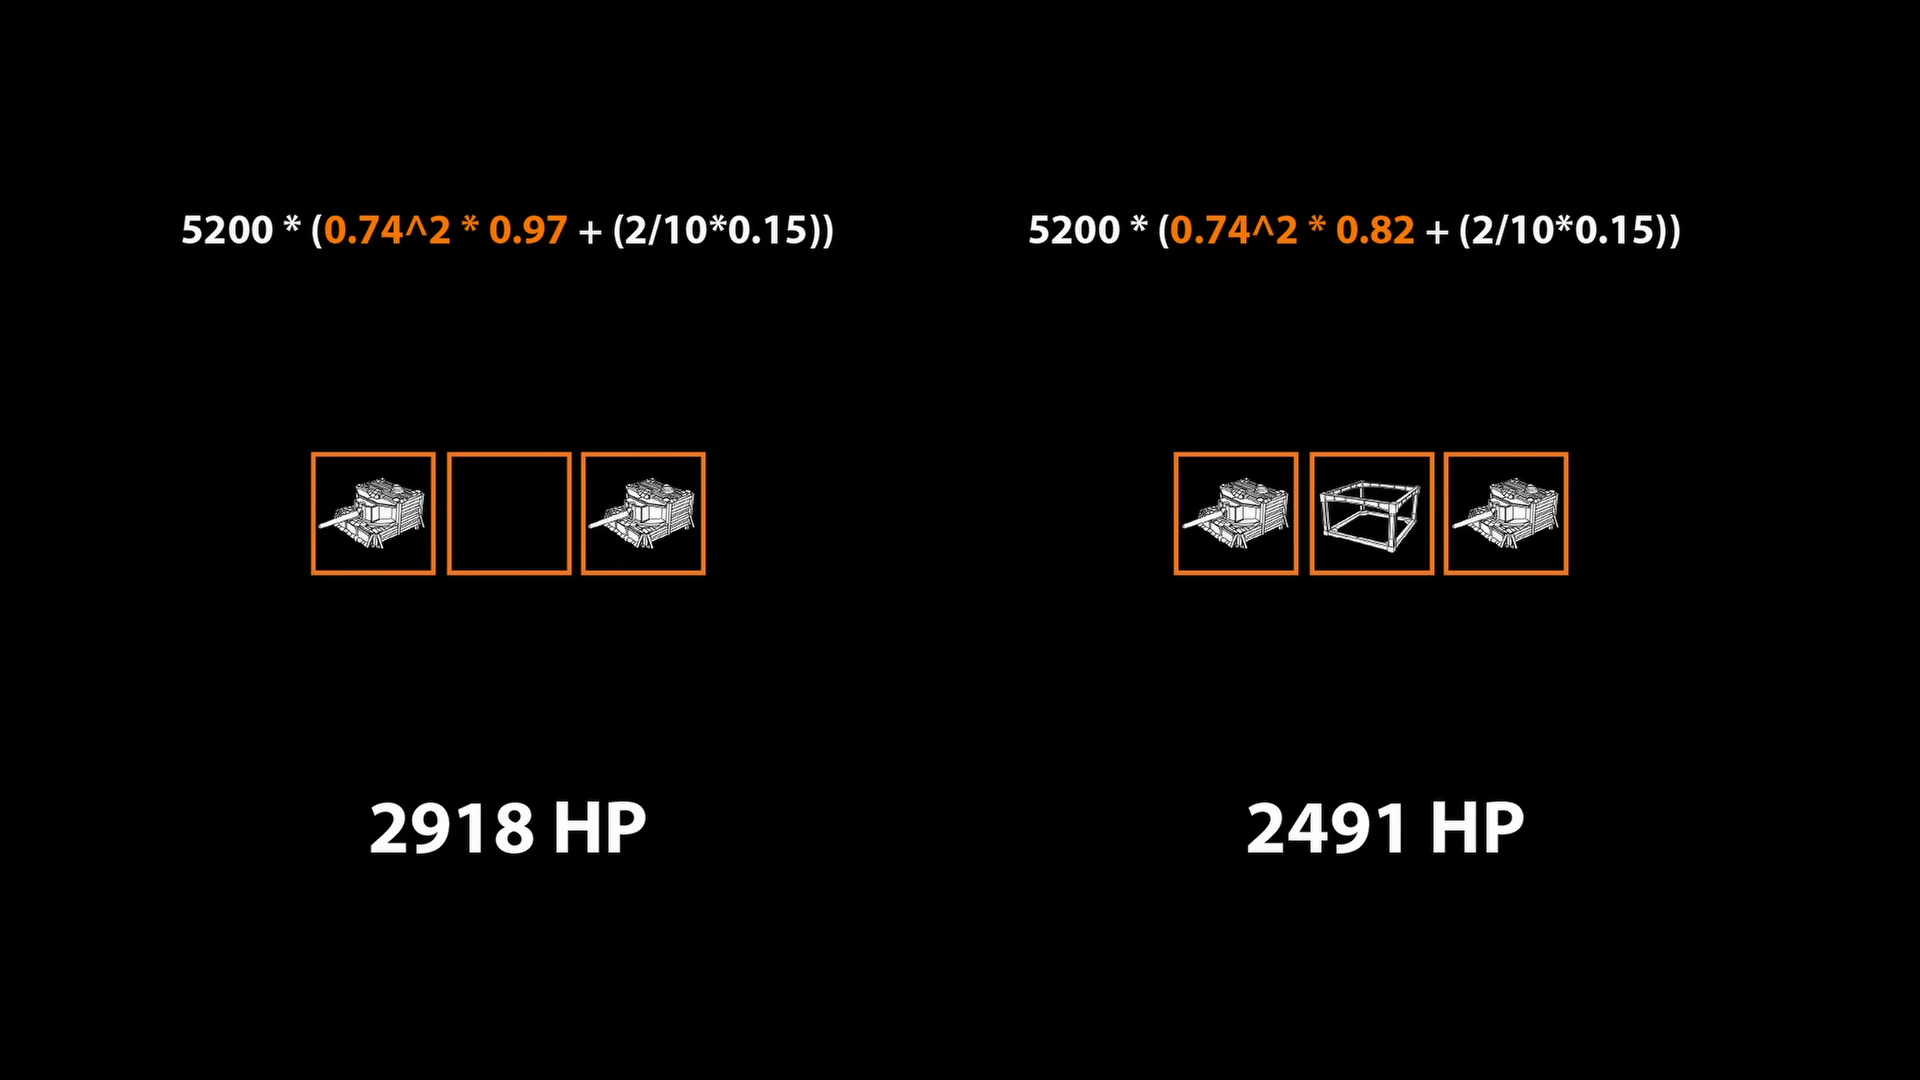 5200 * (0.74^2 * 0.97 + (2/10*0.15))
5200 * (0.74^2 * 0.82 + (2/10*0.15))
2918 HP
2491 HP